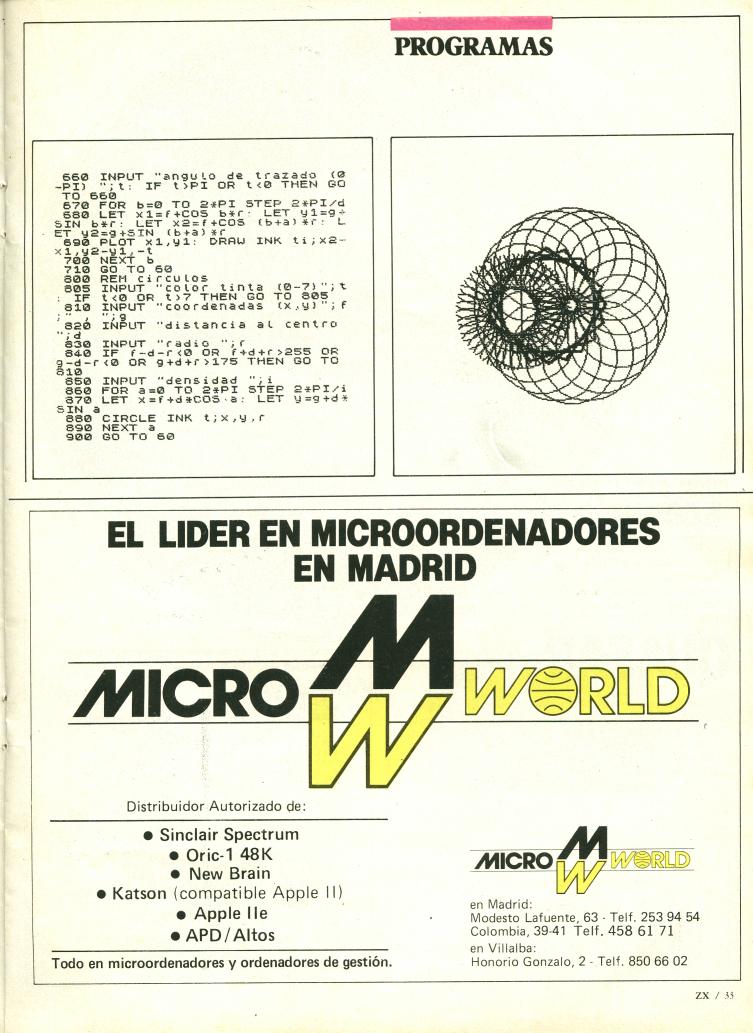 PROGRAMAS
660 INPUT "angulo de trazado (0
-PI) ";t: IF t>PI OR t<0 THEN GO
TO 660
670 FOR b=0 TO 2*PI STEP 2*PI/d
680 LET x1=f+COS b*r: LET y1=g+
SIN b*r: LET x2=f+COS (b+a)*r: L
ET y2=g+SIN (b+a)*r
690 PLOT x1,y1: DRAW INK ti;x2-
x1,y2-y1,-t
700 NEXT b
710 GO TO 60
800 REM circulos
805 INPUT "color tinta (0-7)";t
: IF t<0 OR t>7 THEN GO TO 805
810 INPUT "coordenadas (x,y)";f
;" , ";g
820 INPUT "distancia al centro
";d
830 INPUT "radio ";r
840 IF f-d-r<0 OR f+d+r>255 OR
g-d-r<0 OR g+d+r>175 THEN GO TO
810
850 INPUT "densidad ";i
860 FOR a=0 TO 2*PI STEP 2*PI/i
870 LET x=f+d*COS a: LET y=g+d*
SIN a
880 CIRCLE INK t;x,y,r
890 NEXT a
900 GO TO 60
EL LIDER EN MICROORDENADORES
EN MADRID
MICRO MW WORLD
Distribuidor Autorizado de:
● Sinclair Spectrum
● Oric-1 48K
● New Brain
● Katson (compatible Apple II)
● Apple IIe
● APD/Altos
Todo en microordenadores y ordenadores de gestión.
MICRO MW WORLD
en Madrid:
Modesto Lafuente, 63 - Telf. 253 94 54
Colombia, 39-41 Telf. 458 61 71
en Villalba:
Honorio Gonzalo, 2 - Telf. 850 66 02
ZX / 33